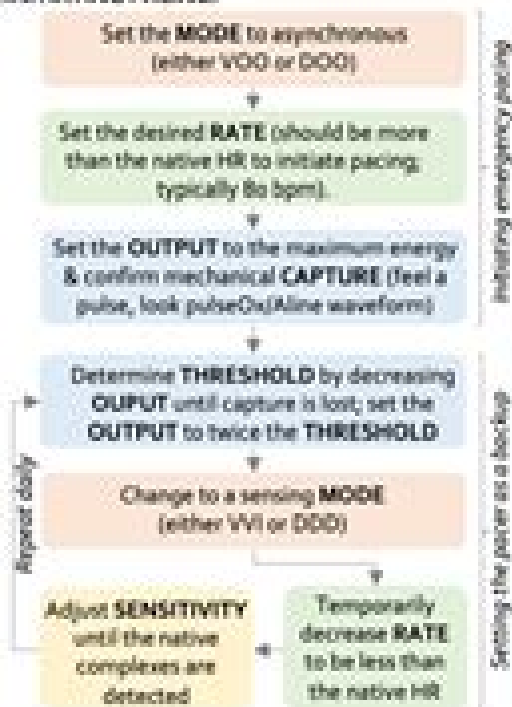 Set the MODE to asynchronous
(either VOO or DOO)
Set the desired RATE (should be more
than the native HR to initiate pacing,
typically 80 bpm).
Set the OUTPUT to the maximum energy
& confirm mechanical CAPTURE (feel a
pulse, look pulseOx/Aline waveform)
Initiating emergency pacing
Determine THRESHOLD by decreasing
OUPUT until capture is lost; set the
OUTPUT to twice the THRESHOLD
Change to a sensing MODE
(either VVI or DDD)
Temporarily
decrease RATE
to be less than
the native HR
Adjust SENSITIVITY
until the native
complexes are
detected
Repeat daily
Setting the pacer as a backup